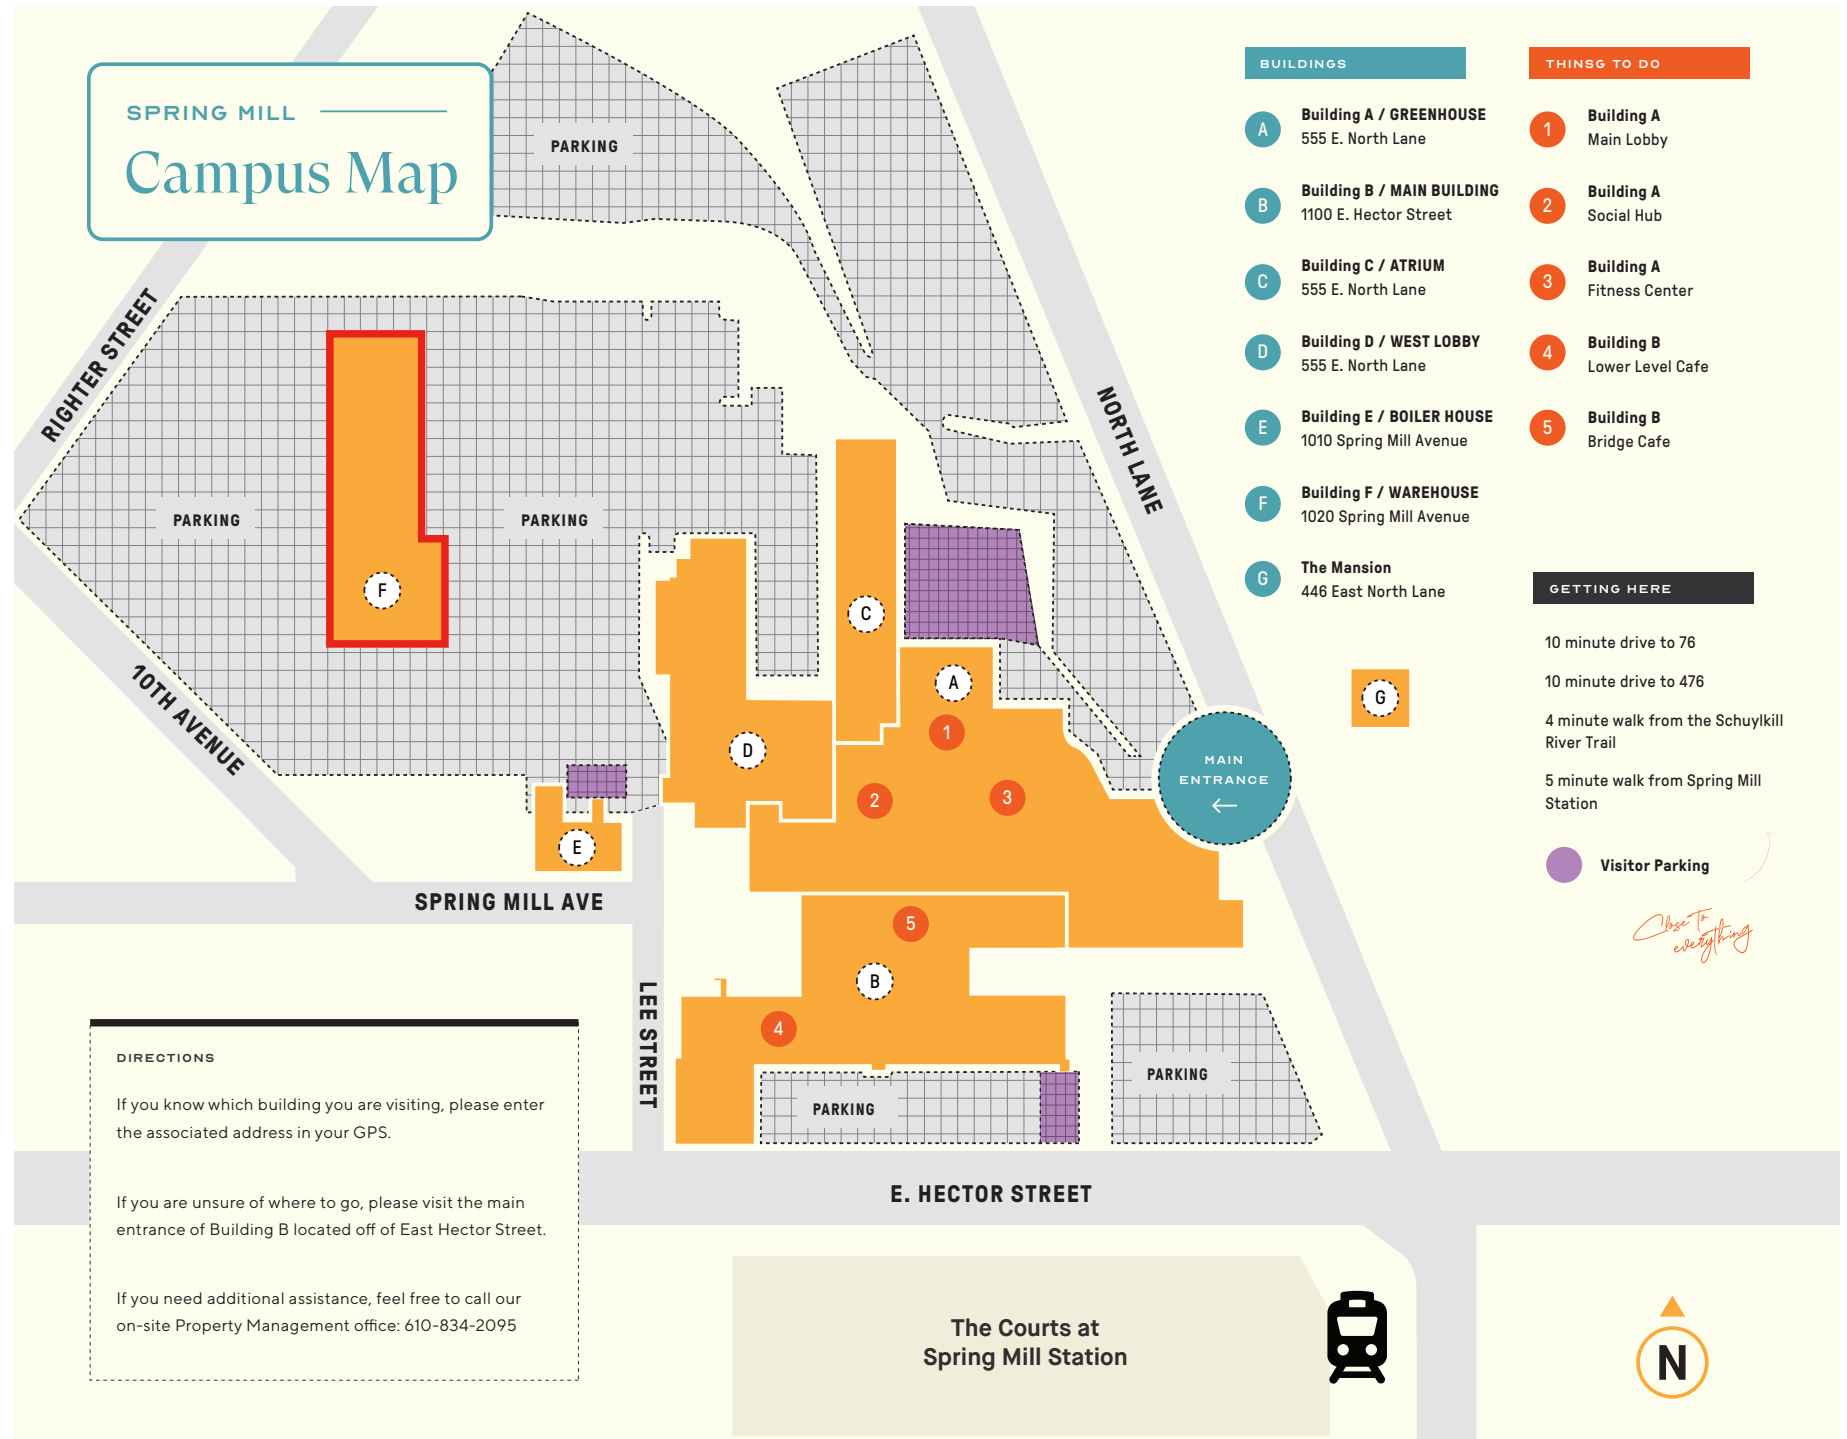 SPRING MILL
Campus Map
PARKING
RIGHTER STREET
PARKING
F
PARKING
10TH AVENUE
C
A
D
1
2
3
E
SPRING MILL AVE
5
B
4
LEE STREET
PARKING
PARKING
NORTH LANE
MAIN
ENTRANCE
G
E. HECTOR STREET
The Courts at
Spring Mill Station
N
BUILDINGS
A
Building A / GREENHOUSE
555 E. North Lane
B
Building B / MAIN BUILDING
1100 E. Hector Street
C
Building C / ATRIUM
555 E. North Lane
D
Building D / WEST LOBBY
555 E. North Lane
E
Building E / BOILER HOUSE
1010 Spring Mill Avenue
F
Building F / WAREHOUSE
1020 Spring Mill Avenue
G
The Mansion
446 East North Lane
THINSG TO DO
1
Building A
Main Lobby
2
Building A
Social Hub
3
Building A
Fitness Center
4
Building B
Lower Level Cafe
5
Building B
Bridge Cafe
GETTING HERE
10 minute drive to 76
10 minute drive to 476
4 minute walk from the Schuylkill
River Trail
5 minute walk from Spring Mill
Station
Visitor Parking
Close To
everything
DIRECTIONS
If you know which building you are visiting, please enter
the associated address in your GPS.
If you are unsure of where to go, please visit the main
entrance of Building B located off of East Hector Street.
If you need additional assistance, feel free to call our
on-site Property Management office: 610-834-2095